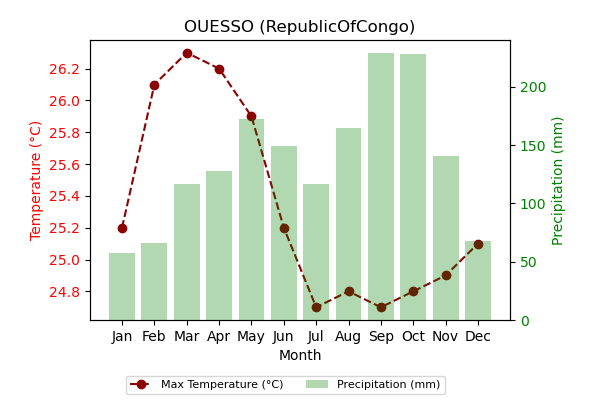 OUESSO (RepublicOfCongo)
Temperature (°C)
26.2
26.0
25.8
25.6
25.4
25.2
25.0
24.8
200
150
100
50
0
Precipitation (mm)
Jan Feb Mar Apr May Jun Jul Aug Sep Oct Nov Dec
Month
Max Temperature (°C) Precipitation (mm)